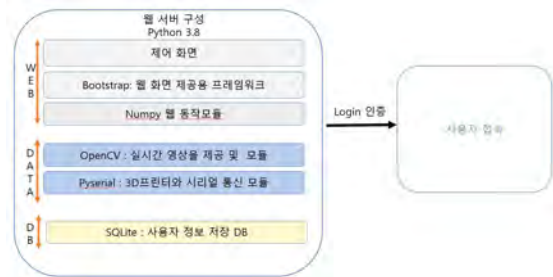 웹 서버 구성
Python 3.8
WEB
제어 화면
Bootstrap: 웹 화면 제공용 프레임워크
Numpy 웹 동작모듈
DATA
OpenCV : 실시간 영상을 제공 및 모듈
Pyserial : 3D프린터와 시리얼 통신 모듈
DB
SQLite : 사용자 정보 저장 DB
Login 인증
사용자 접속